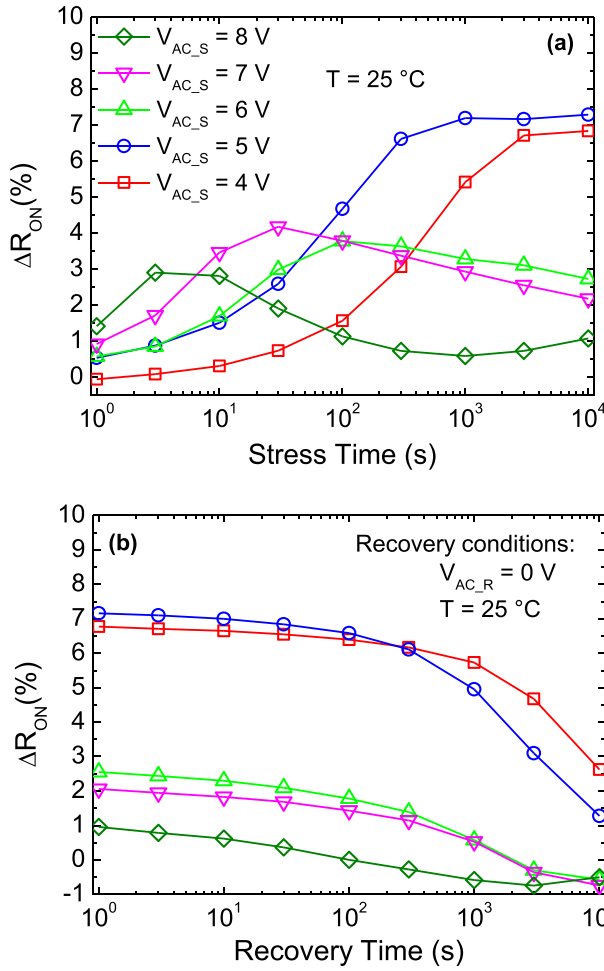 10
9
8
7
6
5
4
3
2
1
0
ΔR_ON(%)
V_AC_S = 8 V
V_AC_S = 7 V
V_AC_S = 6 V
V_AC_S = 5 V
V_AC_S = 4 V
(a)
T = 25 °C
10^0 10^1 10^2 10^3 10^4
Stress Time (s)
10
9
8
7
6
5
4
3
2
1
0
-1
ΔR_ON(%)
(b)
Recovery conditions:
V_AC_R = 0 V
T = 25 °C
10^0 10^1 10^2 10^3 10
Recovery Time (s)